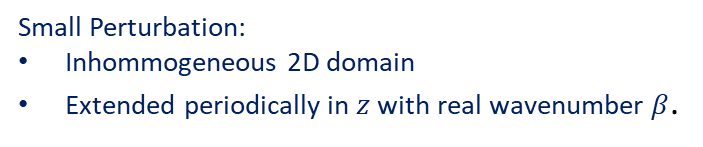 Small Perturbation:
• Inhommogeneous 2D domain
• Extended periodically in z with real wavenumber β.